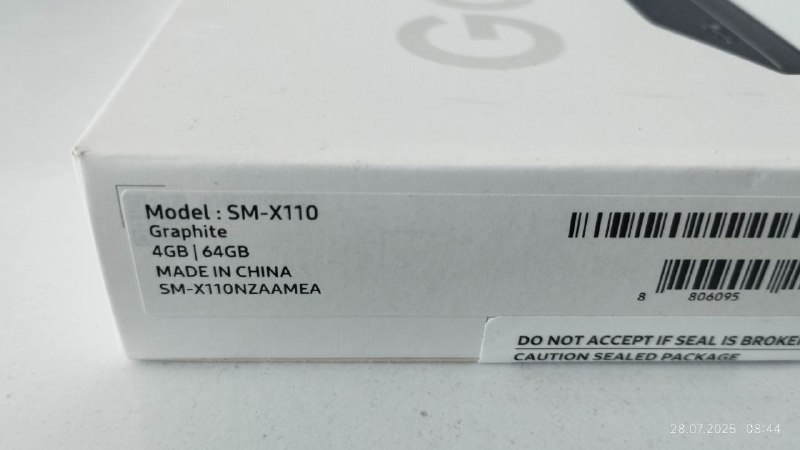 Model : SM-X110
Graphite
4GB | 64GB
MADE IN CHINA
SM-X110NZAAMEA
8 806095
DO NOT ACCEPT IF SEAL IS
CAUTION SEALED PACKAGE
28.07.2025 08:44